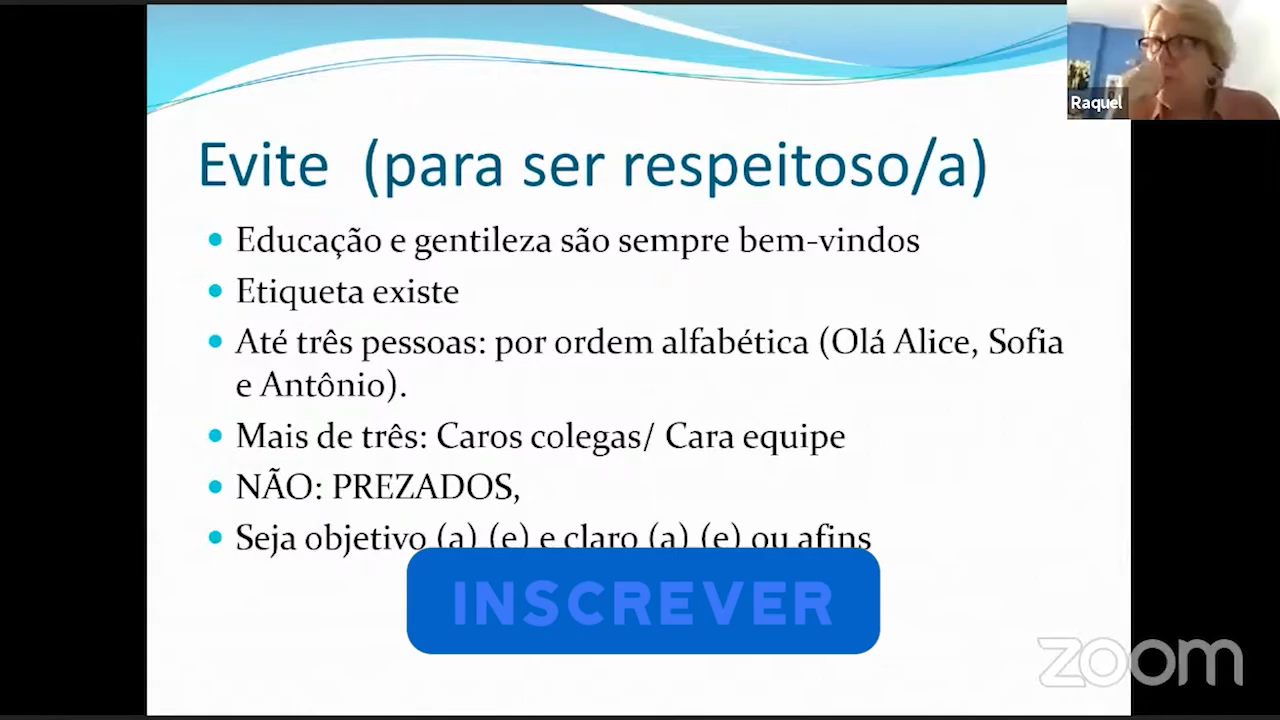 Raquel
Evite (para ser respeitoso/a)
Educação e gentileza são sempre bem-vindos
Etiqueta existe
Até três pessoas: por ordem alfabética (Olá Alice, Sofia
e Antônio).
Mais de três: Caros colegas/ Cara equipe
NÃO: PREZADOS,
Seja objetivo (a) (e) e claro (a) (e) ou afins
INSCREVER
zoom